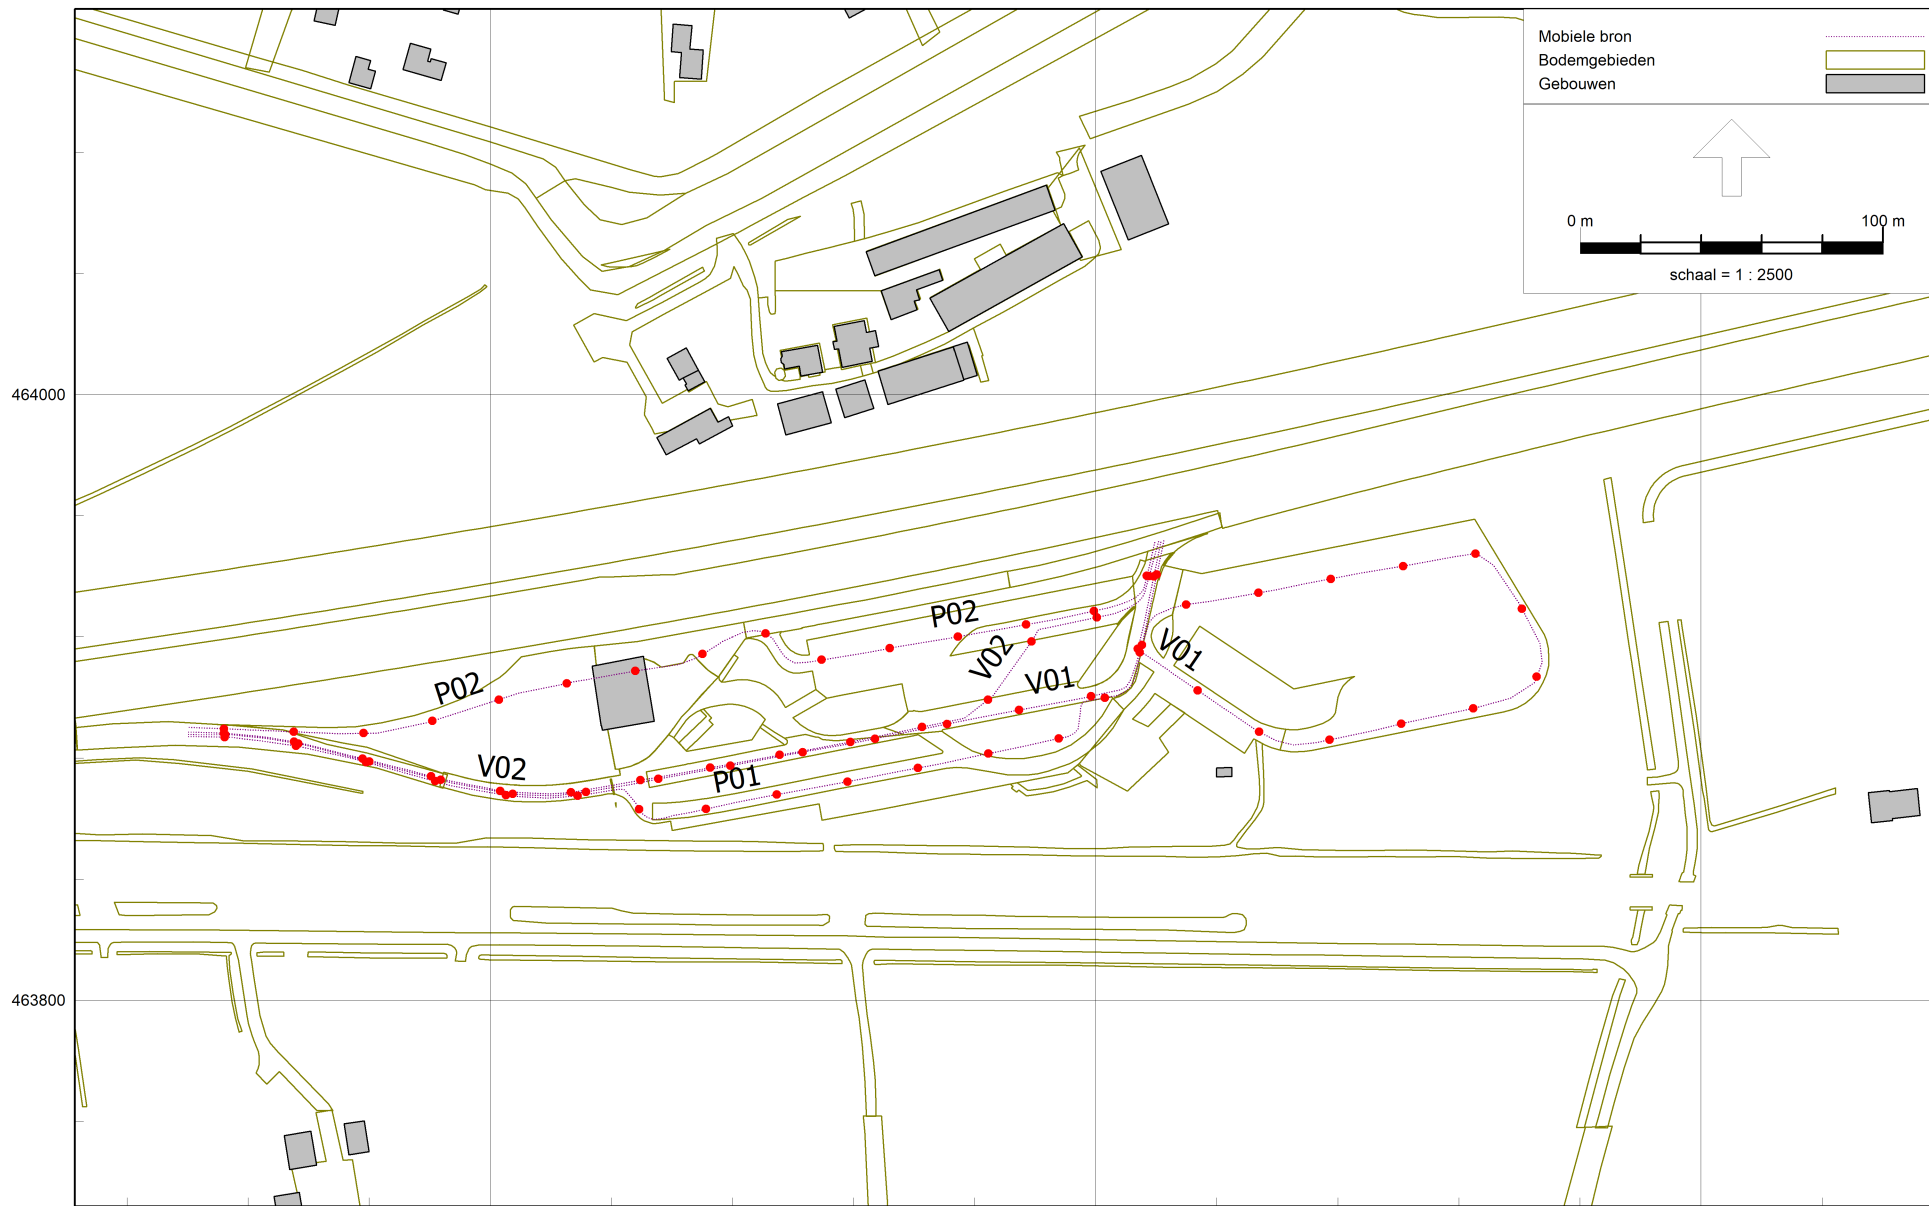 Mobiele bron
Bodemgebieden
Gebouwen
0 m 100 m
schaal = 1 : 2500
464000
P02
V02
V01
V01
P02
V02
P01
463800